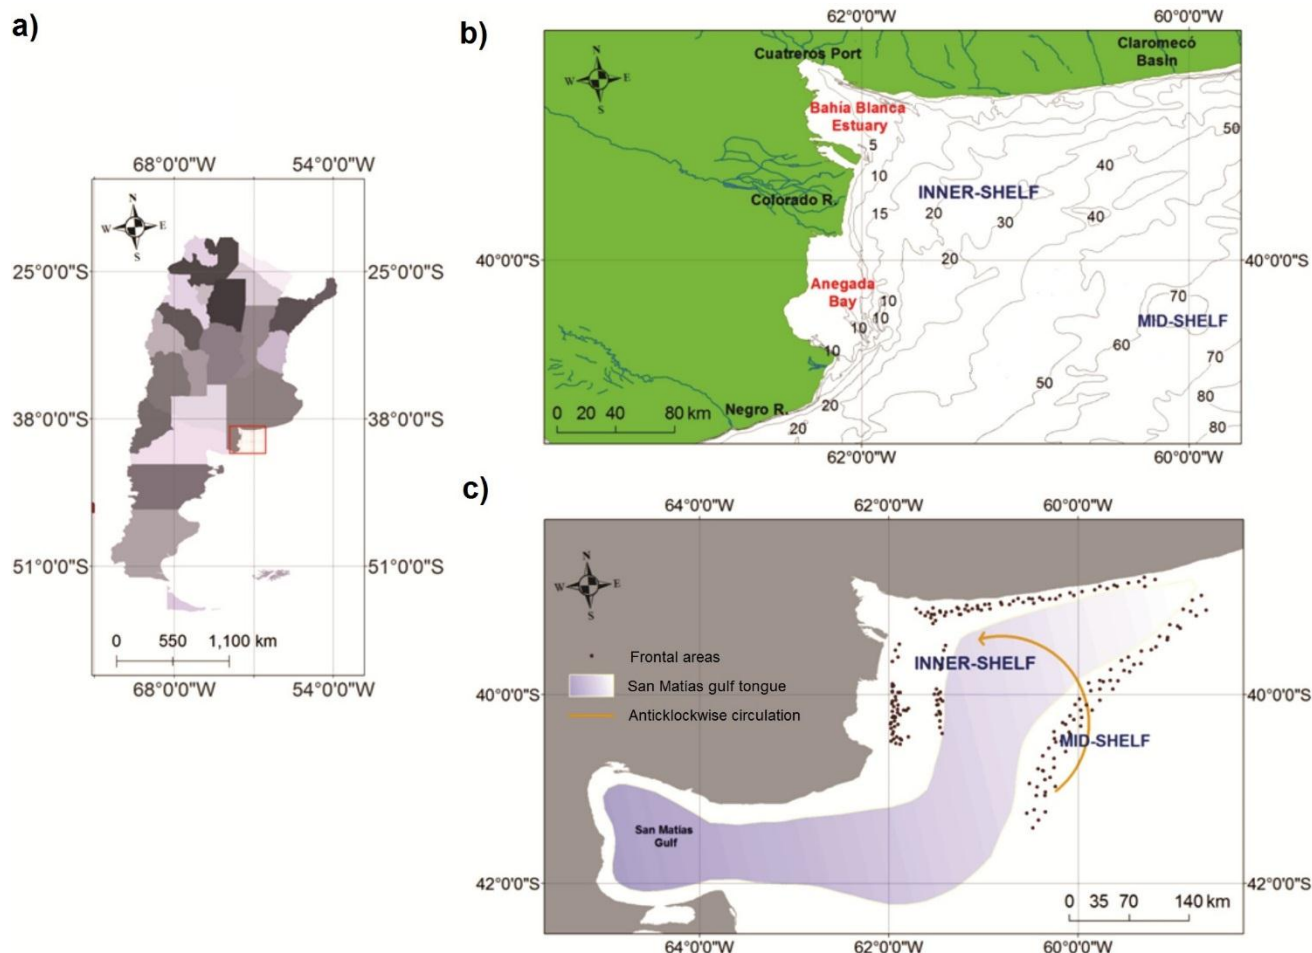 a)
68°0'0"W 54°0'0"W
N
W E
S
25°0'0"S 25°0'0"S
38°0'0"S 38°0'0"S
51°0'0"S 51°0'0"S
0 550 1,100 km
68°0'0"W 54°0'0"W
b)
62°0'0"W 60°0'0"W
N
W E
S
Cuatreros Port
Claromecó
Basin
Bahía Blanca
Estuary
50
5
40
10
Colorado R.
INNER-SHELF
15 20 30 40
20
40°0'0"S 40°0'0"S
Anegada
Bay
10
10
10
10
70
MID-SHELF
60
70
50
80
80
Negro R.
20
20
0 20 40 80 km
62°0'0"W 60°0'0"W
c)
64°0'0"W 62°0'0"W 60°0'0"W
N
W E
S
Frontal areas
San Matías gulf tongue
Anticklockwise circulation
INNER-SHELF
MID-SHELF
40°0'0"S 40°0'0"S
San Matías
Gulf
42°0'0"S 42°0'0"S
0 35 70 140 km
64°0'0"W 62°0'0"W 60°0'0"W